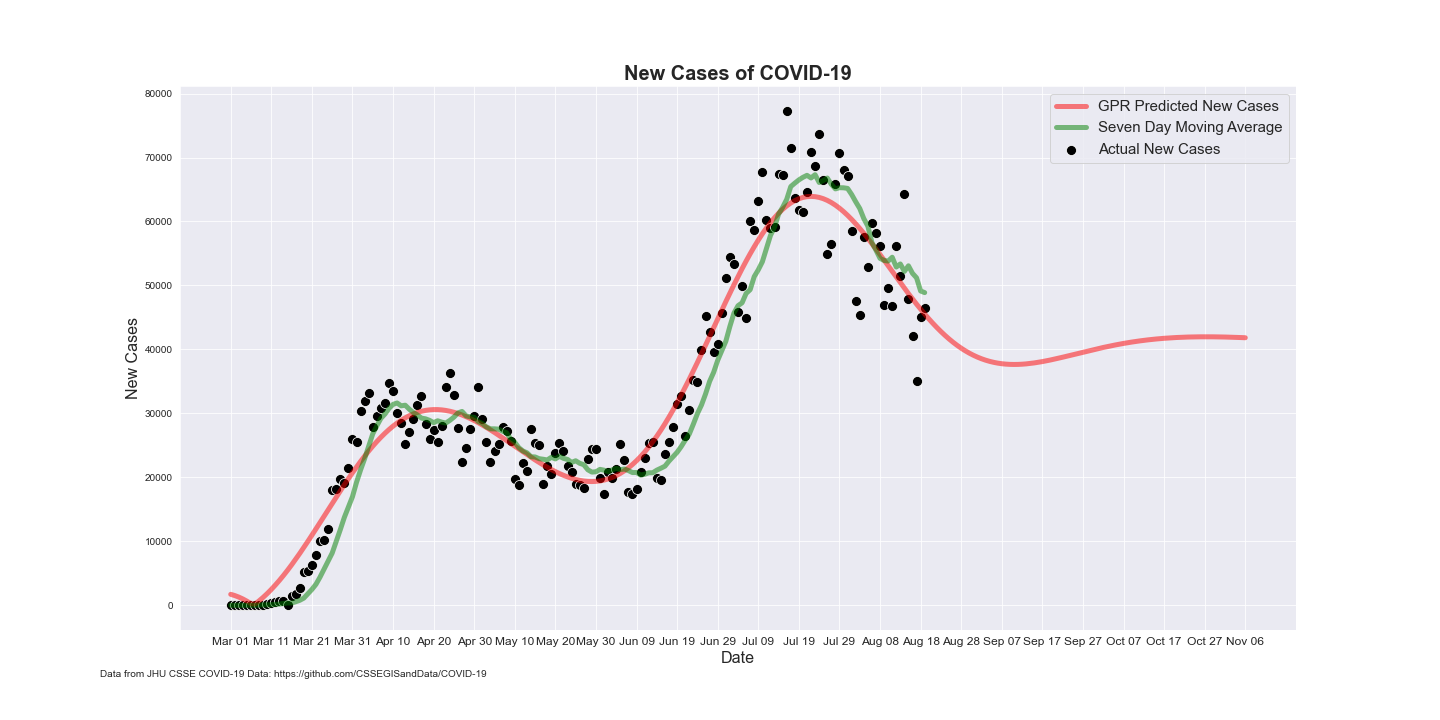 New Cases of COVID-19
GPR Predicted New Cases
Seven Day Moving Average
Actual New Cases
New Cases
80000
70000
60000
50000
40000
30000
20000
10000
0
Mar 01 Mar 11 Mar 21 Mar 31 Apr 10 Apr 20 Apr 30 May 10 May 20 May 30 Jun 09 Jun 19 Jun 29 Jul 09 Jul 19 Jul 29 Aug 08 Aug 18 Aug 28 Sep 07 Sep 17 Sep 27 Oct 07 Oct 17 Oct 27 Nov 06
Date
Data from JHU CSSE COVID-19 Data: https://github.com/CSSEGISandData/COVID-19